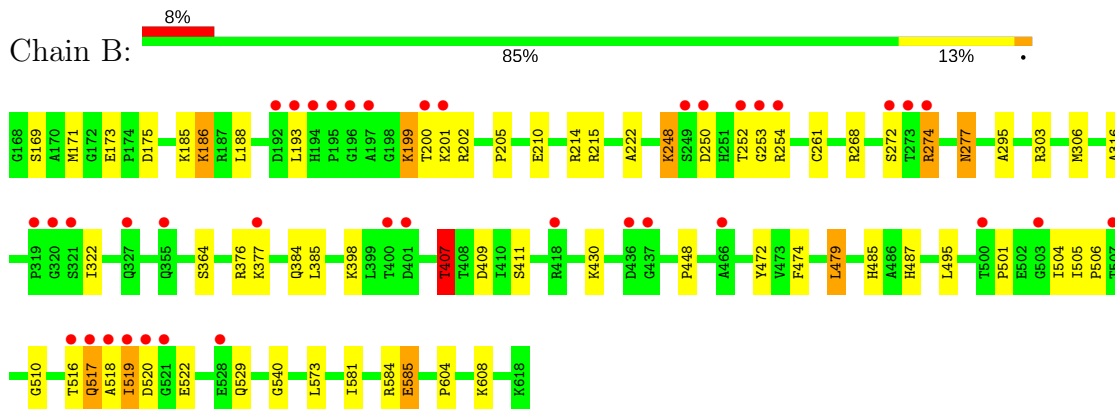 8%
Chain B:
85% 13% •
G168 S169 A170 M171 G172 E173 P174 D175 K185 K186 R187 L188 D192 L193 H194 P195 G196 A197 G198 K199 T200 K201 R202 P205 E210 R214 R215 A222 K248 S249 D250 H251 T252 G253 R254 C261 R268 S272 T273 R274 N277 A295 R303 M306 A316
P319 G320 S321 I322 Q327 Q355 S364 R376 K377 Q384 L385 K398 L399 T400 D401 T407 T408 D409 I410 S411 R418 K430 D436 G437 P448 A466 Y472 V473 F474 L479 H485 A486 H487 L495 T500 P501 E502 G503 I504 I505 P506 T507
G510 T516 Q517 A518 I519 D520 G521 E522 E528 Q529 G540 L573 I581 R584 E585 P604 K608 K618